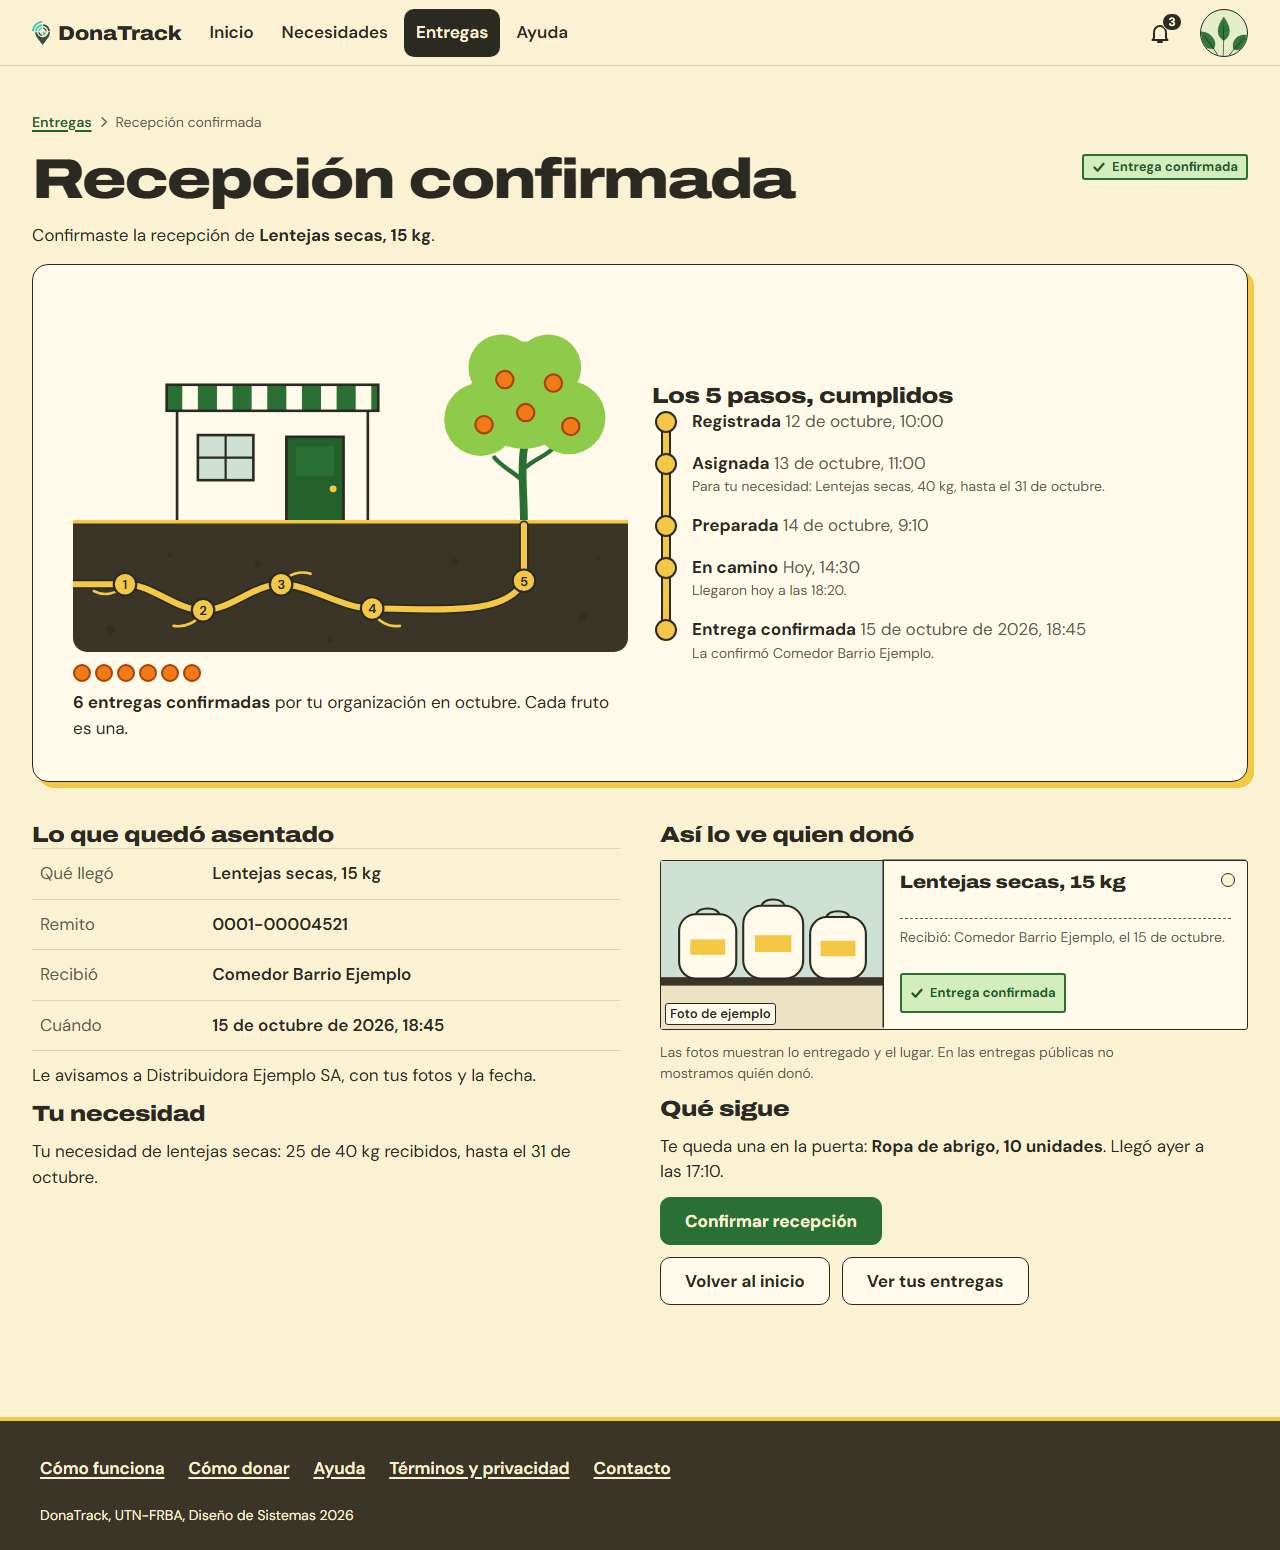 DonaTrack
Inicio
Necesidades
Entregas
Ayuda
3
Entregas
Recepción confirmada
Recepción confirmada
Entrega confirmada
Confirmaste la recepción de Lentejas secas, 15 kg.
1
2
3
4
5
6 entregas confirmadas por tu organización en octubre. Cada fruto
es una.
Los 5 pasos, cumplidos
Registrada 12 de octubre, 10:00
Asignada 13 de octubre, 11:00
Para tu necesidad: Lentejas secas, 40 kg, hasta el 31 de octubre.
Preparada 14 de octubre, 9:10
En camino Hoy, 14:30
Llegaron hoy a las 18:20.
Entrega confirmada 15 de octubre de 2026, 18:45
La confirmó Comedor Barrio Ejemplo.
Lo que quedó asentado
Qué llegó Lentejas secas, 15 kg
Remito 0001-00004521
Recibió Comedor Barrio Ejemplo
Cuándo 15 de octubre de 2026, 18:45
Le avisamos a Distribuidora Ejemplo SA, con tus fotos y la fecha.
Tu necesidad
Tu necesidad de lentejas secas: 25 de 40 kg recibidos, hasta el 31 de
octubre.
Así lo ve quien donó
Foto de ejemplo
Lentejas secas, 15 kg
Recibió: Comedor Barrio Ejemplo, el 15 de octubre.
Entrega confirmada
Las fotos muestran lo entregado y el lugar. En las entregas públicas no
mostramos quién donó.
Qué sigue
Te queda una en la puerta: Ropa de abrigo, 10 unidades. Llegó ayer a
las 17:10.
Confirmar recepción
Volver al inicio
Ver tus entregas
Cómo funciona
Cómo donar
Ayuda
Términos y privacidad
Contacto
DonaTrack, UTN-FRBA, Diseño de Sistemas 2026